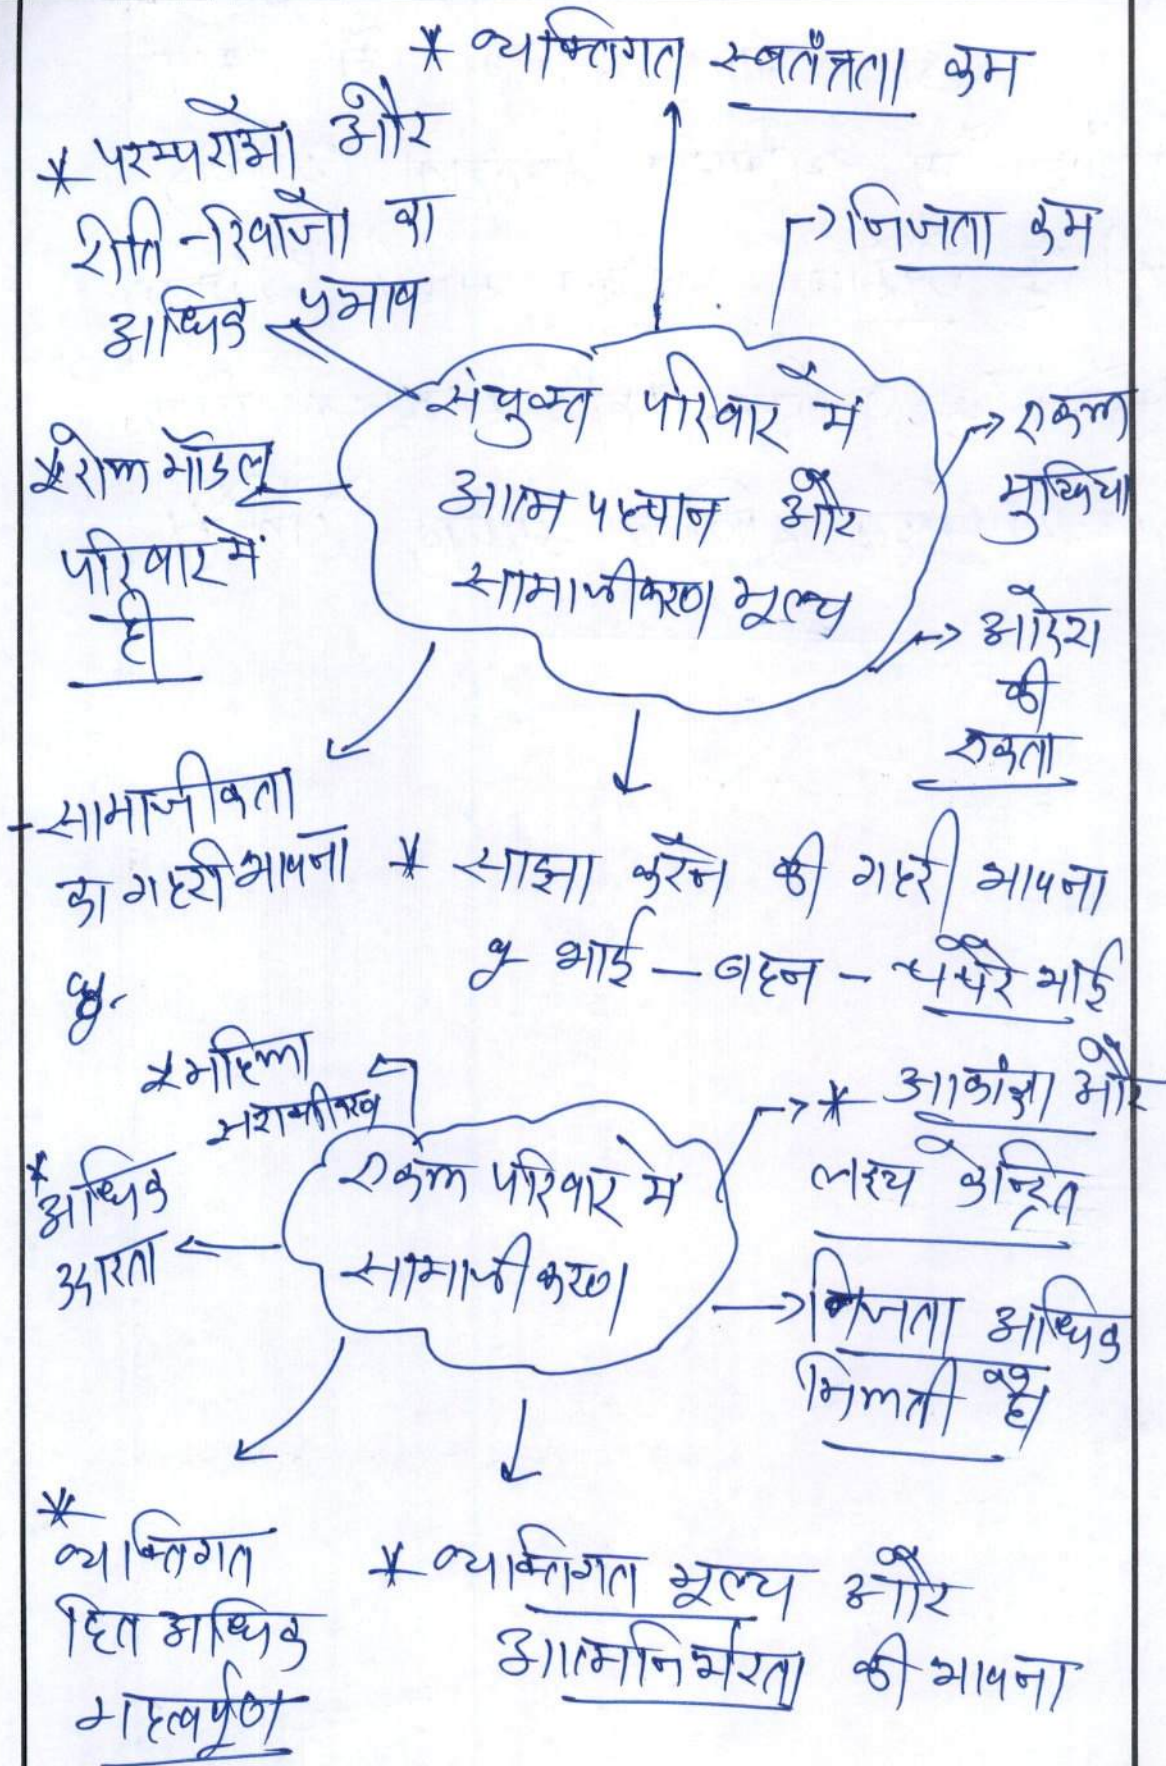 * व्यक्तिगत स्वतंत्रता कम
* परम्पराओं और
रीति-रिवाजों का
अधिक प्रभाव
→ निजता कम
संयुक्त परिवार में
आत्म पहचान और
सामाजीकरण मूल्य
→ एकल
मुखिया
→ आदेश
की
एकता
* रोल मॉडल
परिवार में
ही
- सामाजीकता
का गहरी भावना
* साझा करने की गहरी भावना
भाई - बहन - चचेरे भाई
* महिला
सशक्तीकरण
एकल परिवार में
सामाजीकरण
→ * आकांक्षा और
लक्ष्य केन्द्रित
→ निजता अधिक
मिलती है।
* अधिक
उदारता
*
व्यक्तिगत
हित अधिक
महत्वपूर्ण
* व्यक्तिगत मूल्य और
आत्मनिर्भरता की भावना